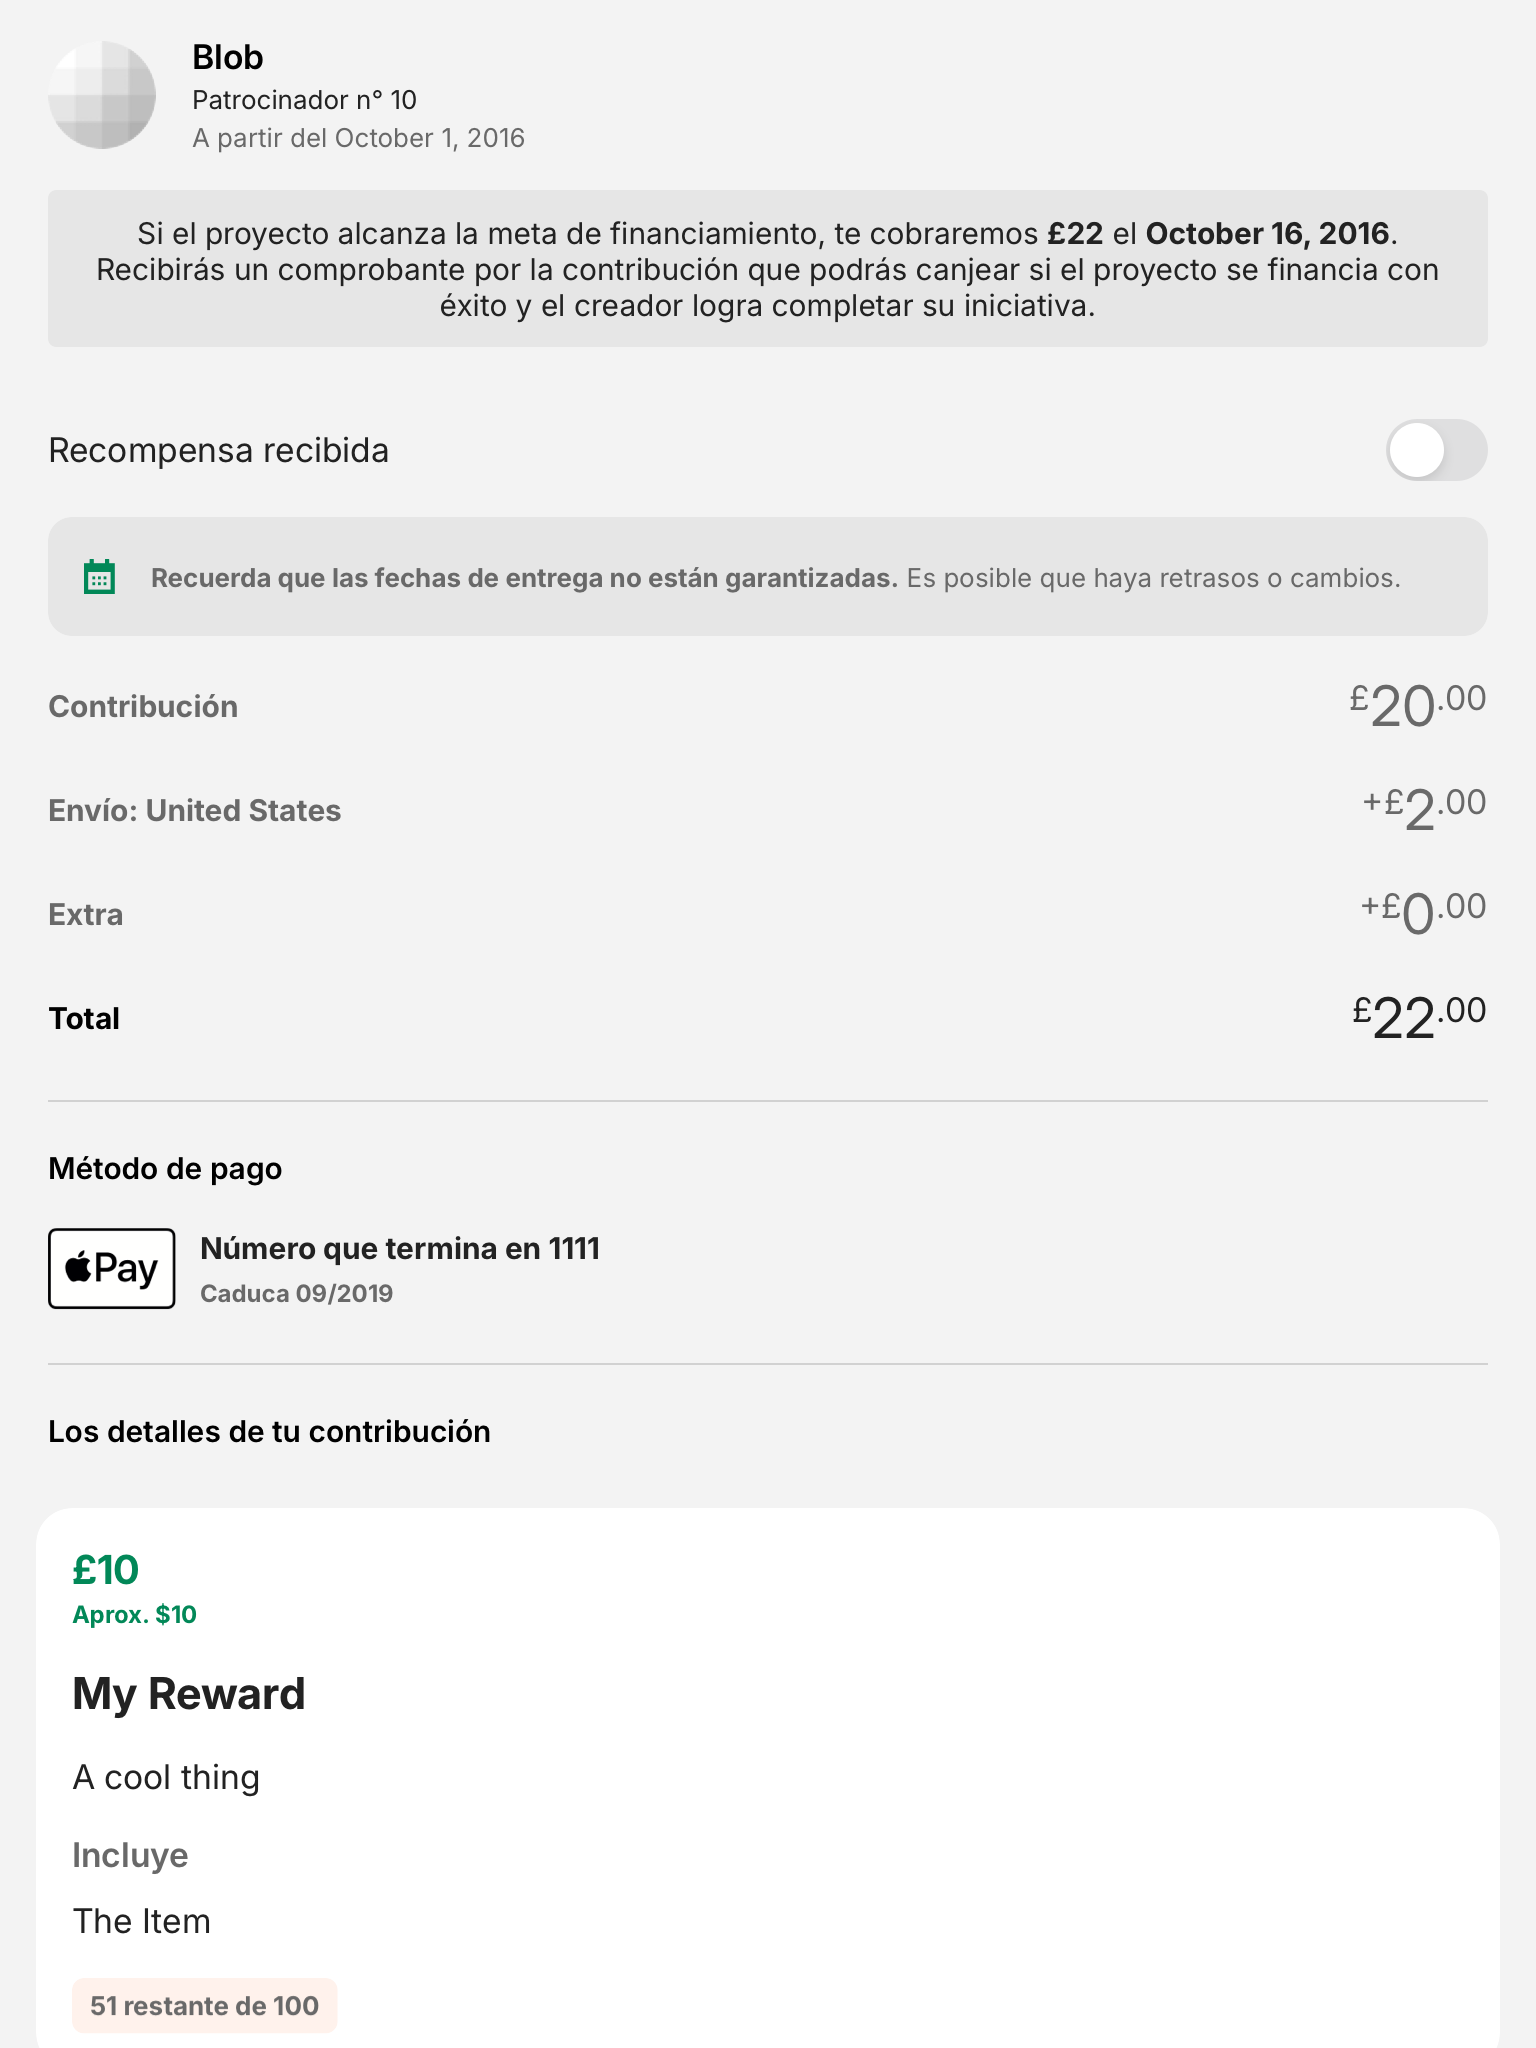 Blob
Patrocinador n° 10
A partir del October 1, 2016
Si el proyecto alcanza la meta de financiamiento, te cobraremos £22 el October 16, 2016.
Recibirás un comprobante por la contribución que podrás canjear si el proyecto se financia con
éxito y el creador logra completar su iniciativa.
Recompensa recibida
Recuerda que las fechas de entrega no están garantizadas. Es posible que haya retrasos o cambios.
Contribución £20.00
Envío: United States +£2.00
Extra +£0.00
Total £22.00
Método de pago
Pay
Número que termina en 1111
Caduca 09/2019
Los detalles de tu contribución
£10
Aprox. $10
My Reward
A cool thing
Incluye
The Item
51 restante de 100